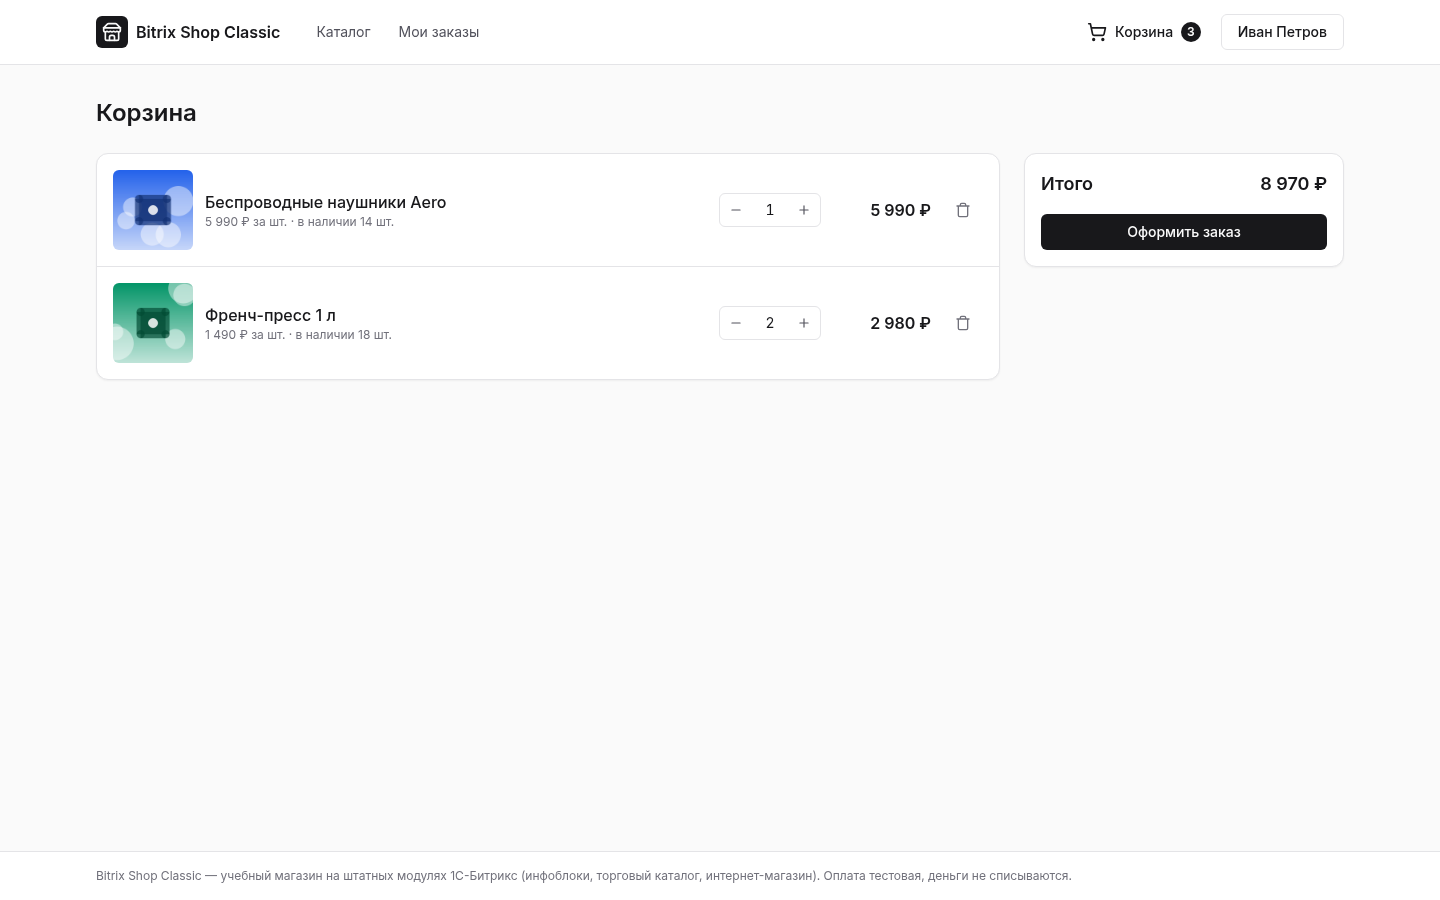 Bitrix Shop Classic
Каталог
Мои заказы
Корзина
3
Иван Петров
Корзина
Беспроводные наушники Aero
5 990 ₽ за шт. · в наличии 14 шт.
1
5 990 ₽
Френч-пресс 1 л
1 490 ₽ за шт. · в наличии 18 шт.
2
2 980 ₽
Итого
8 970 ₽
Оформить заказ
Bitrix Shop Classic — учебный магазин на штатных модулях 1С-Битрикс (инфоблоки, торговый каталог, интернет-магазин). Оплата тестовая, деньги не списываются.